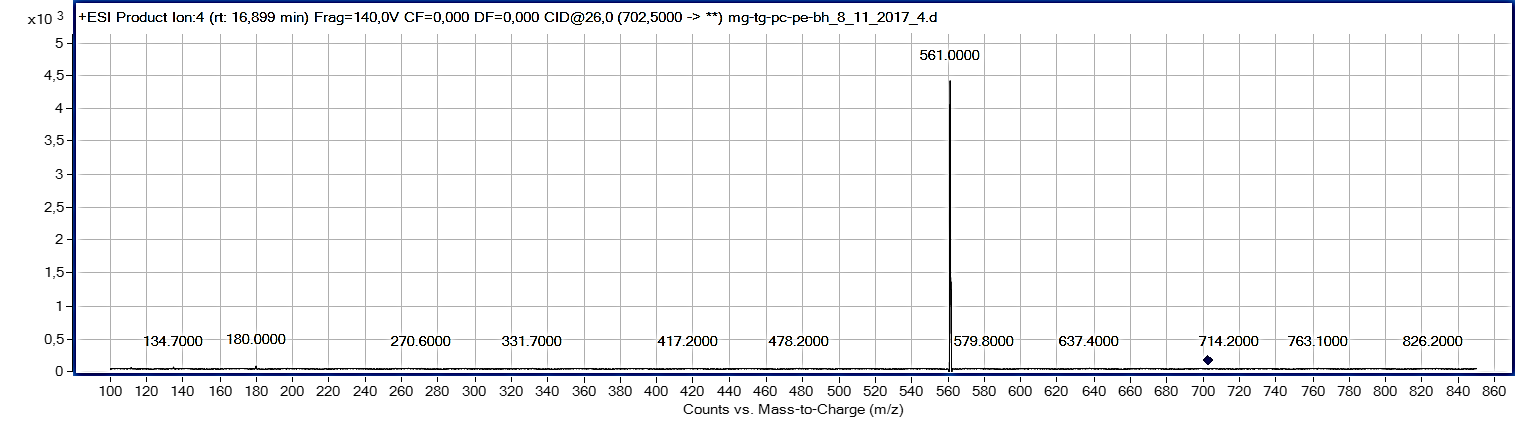 +ESI Product Ion:4 (rt: 16,899 min) Frag=140,0V CF=0,000 DF=0,000 CID@26,0 (702,5000 -> **) mg-tg-pc-pe-bh_8_11_2017_4.d
x10 3
5
4,5
4
3,5
3
2,5
2
1,5
1
0,5
0
561.0000
134.7000 180.0000 270.6000 331.7000 417.2000 478.2000 579.8000 637.4000 714.2000 763.1000 826.2000
100 120 140 160 180 200 220 240 260 280 300 320 340 360 380 400 420 440 460 480 500 520 540 560 580 600 620 640 660 680 700 720 740 760 780 800 820 840 860
Counts vs. Mass-to-Charge (m/z)